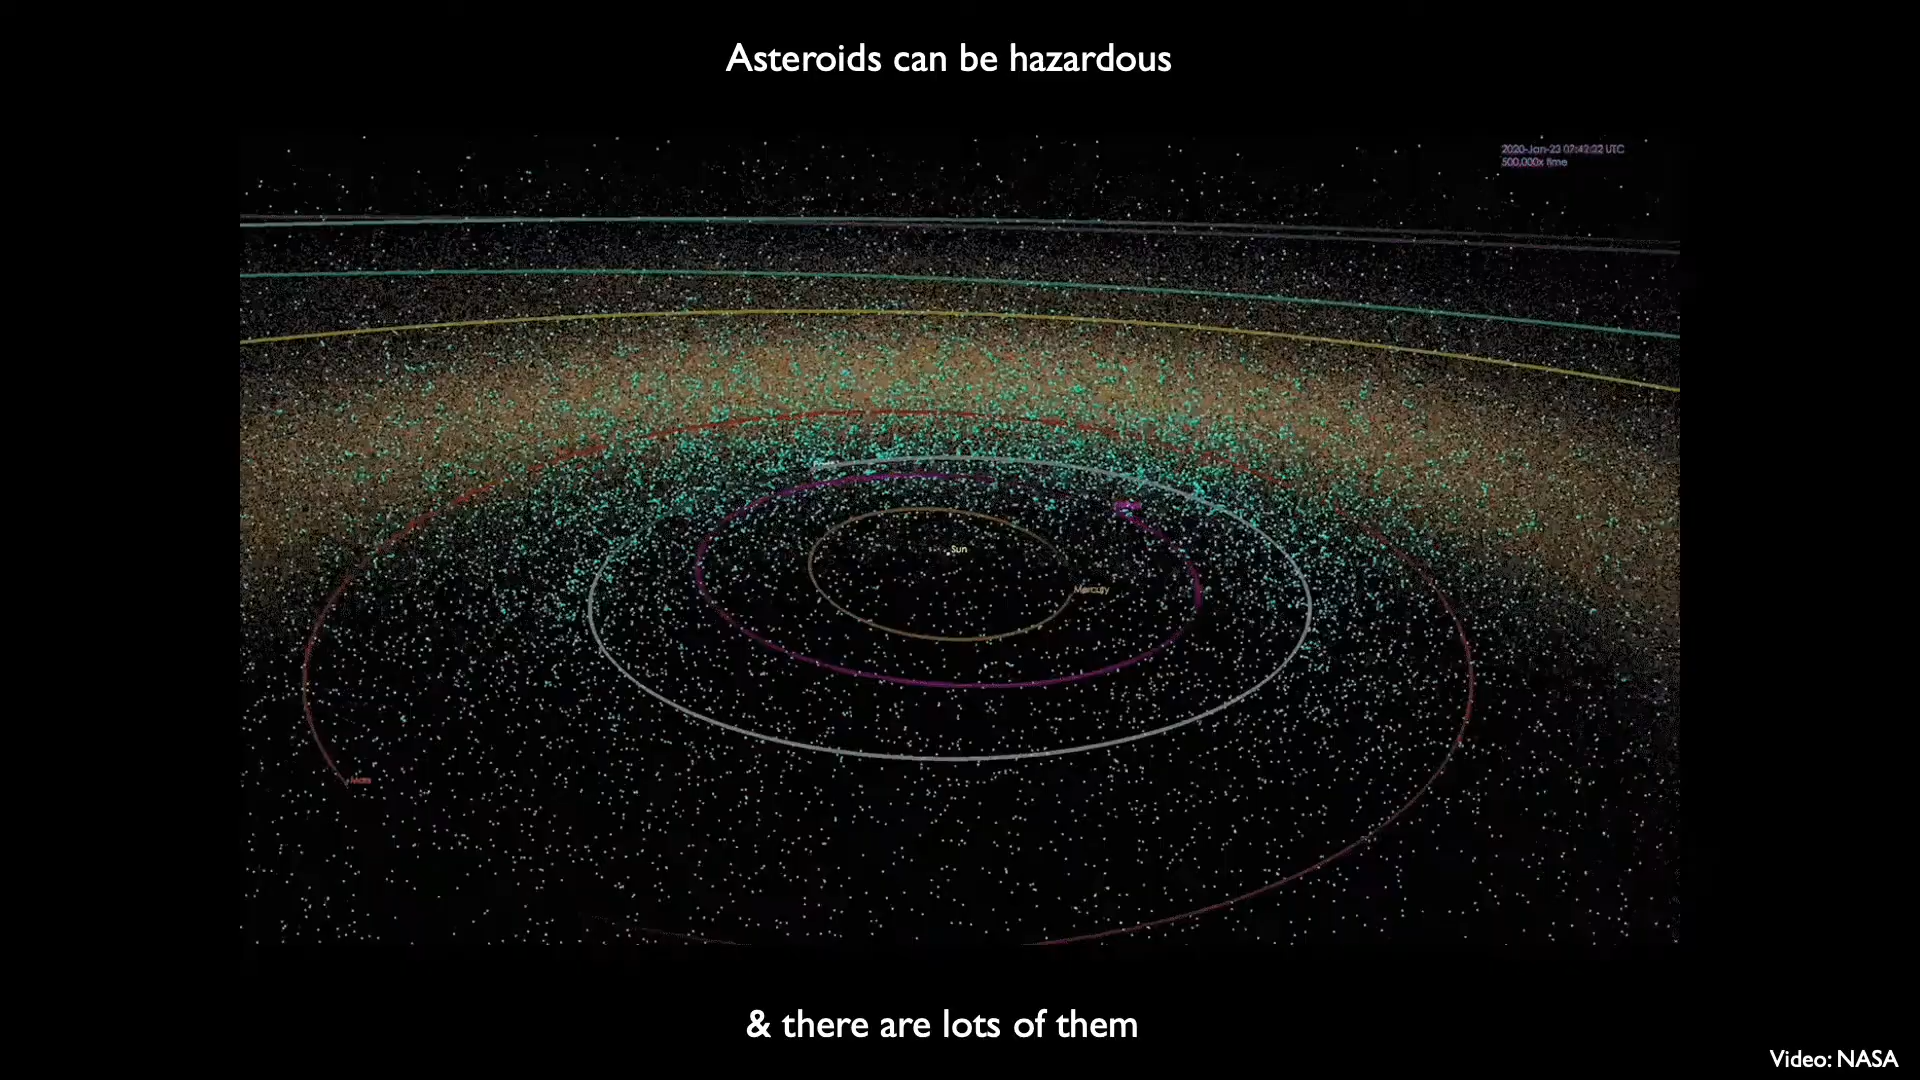 Asteroids can be hazardous
2020-Jan-23 07:42:22 UTC
500,000x time
Sun
Mercury
Mars
& there are lots of them
Video: NASA